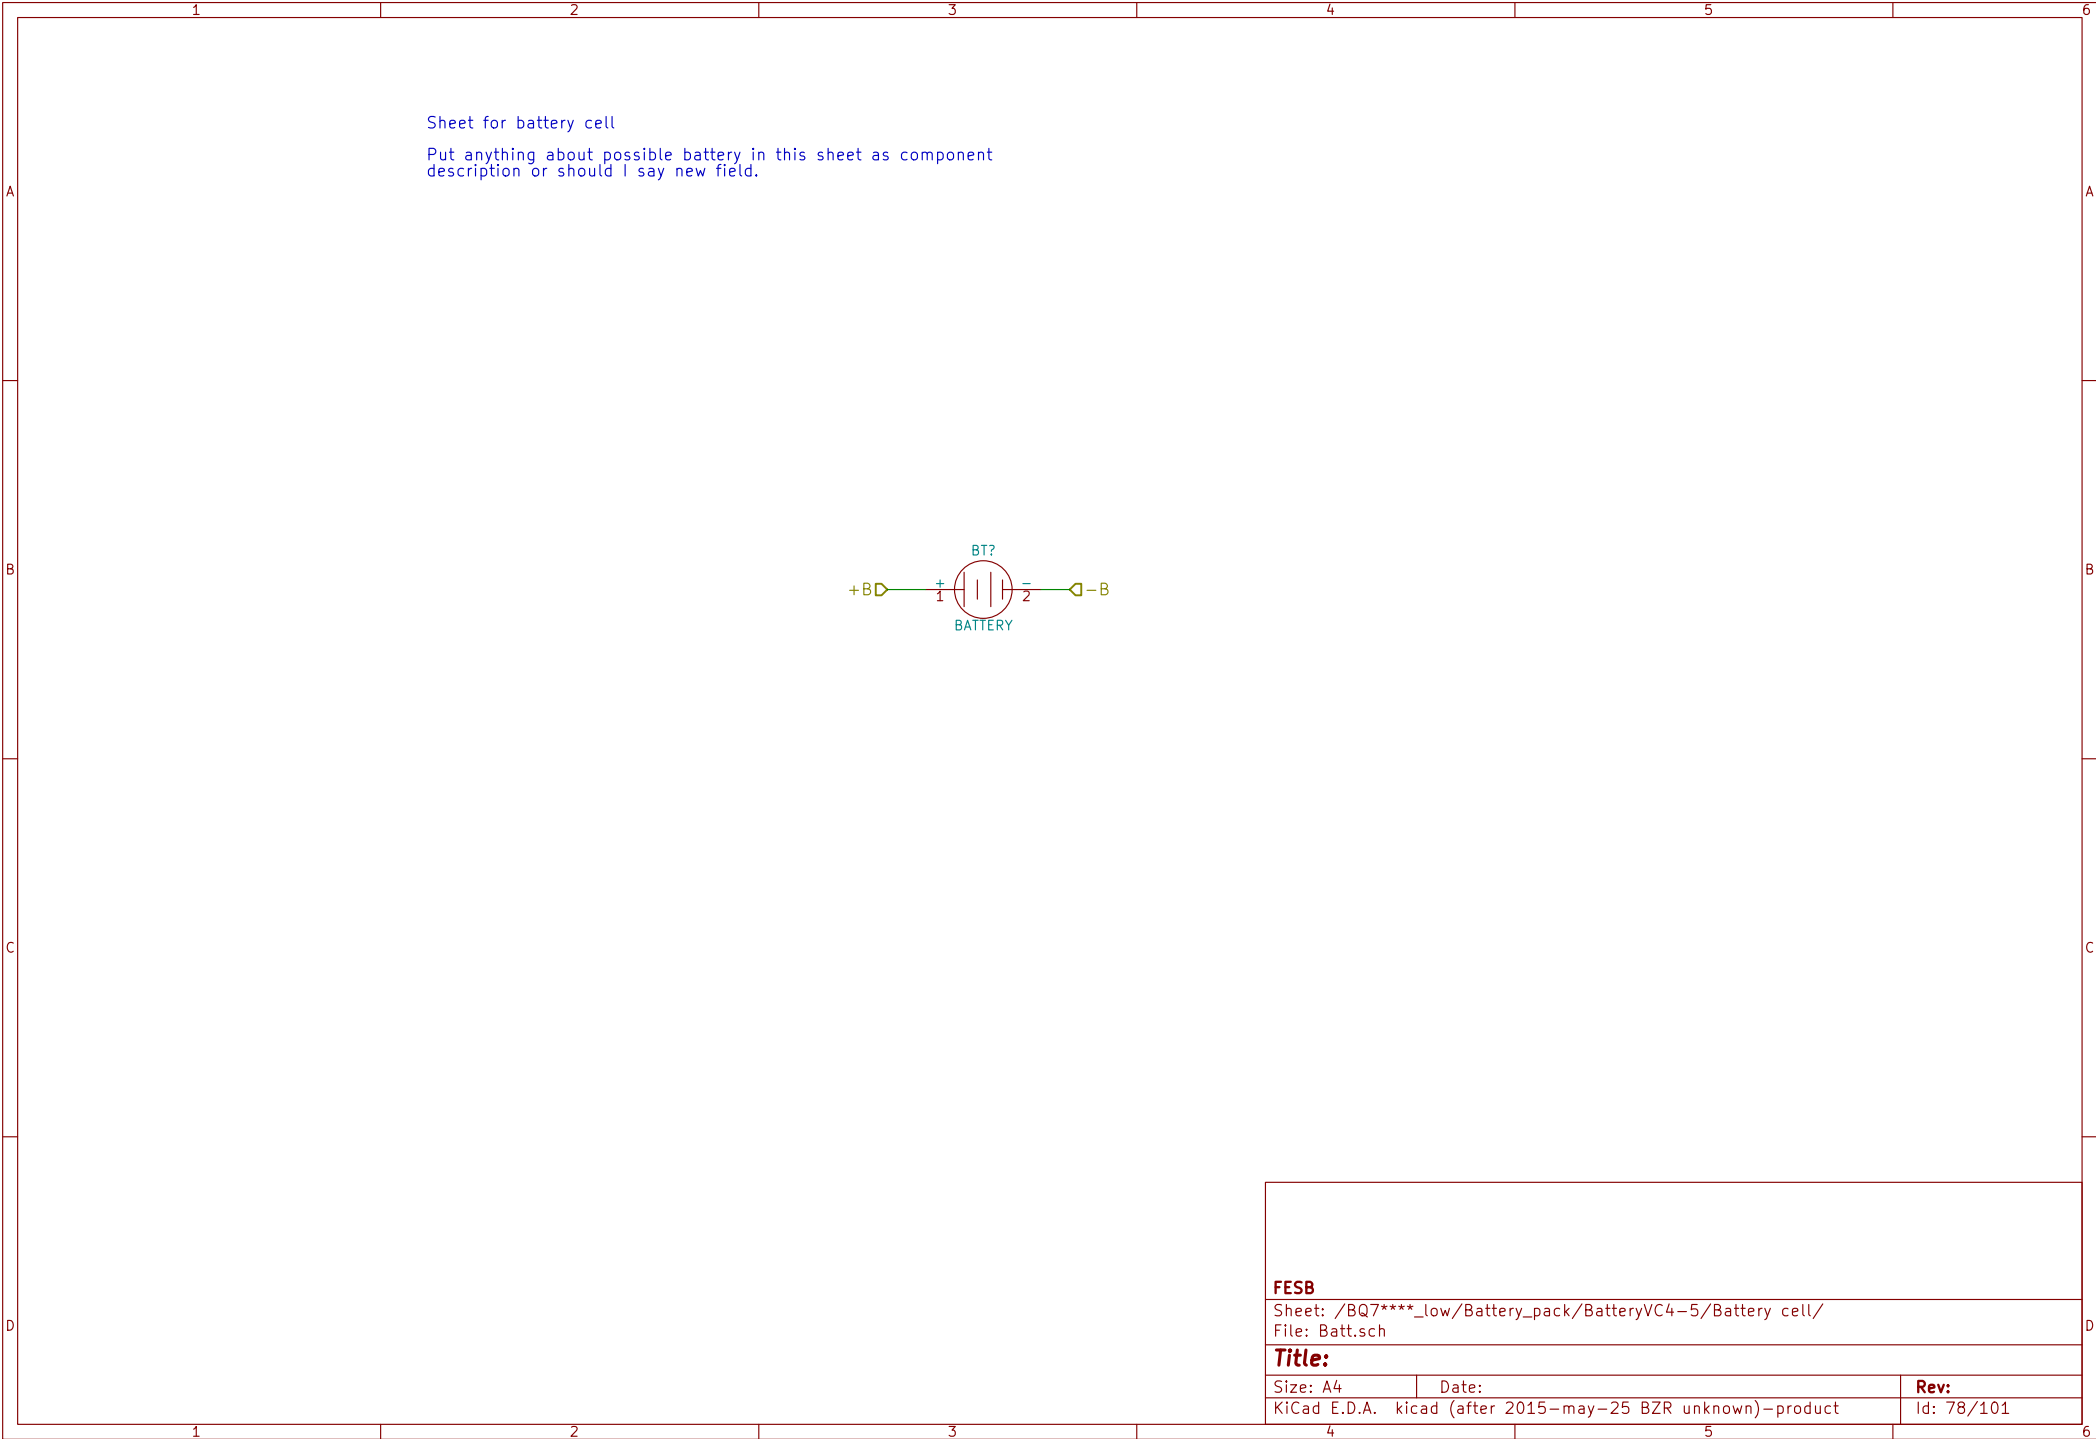 1 2 3 4 5 6
Sheet for battery cell
Put anything about possible battery in this sheet as component
description or should I say new field.
A A
BT?
B B
+B + 1 - 2 -B
BATTERY
C C
FESB
Sheet: /BQ7****_low/Battery_pack/BatteryVC4-5/Battery cell/
D D
File: Batt.sch
Title:
Size: A4 Date: Rev:
KiCad E.D.A. kicad (after 2015-may-25 BZR unknown)-product Id: 78/101
1 2 3 4 5 6